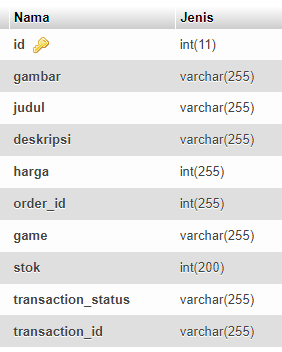 Nama Jenis
id int(11)
gambar varchar(255)
judul varchar(255)
deskripsi varchar(255)
harga int(255)
order_id int(255)
game varchar(255)
stok int(200)
transaction_status varchar(255)
transaction_id varchar(255)